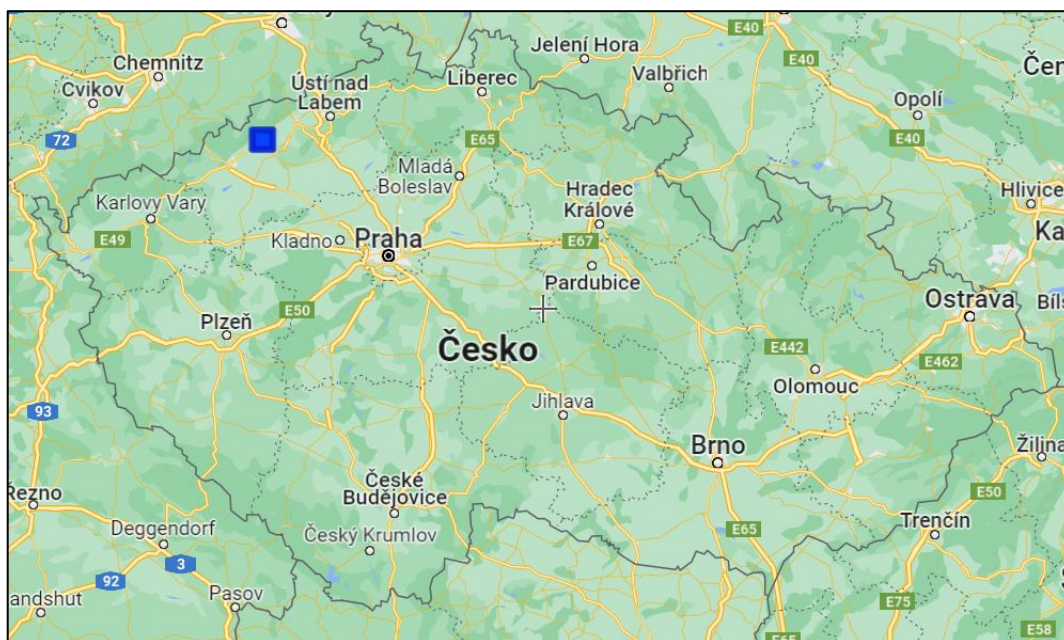 Chemnitz
Cvikov
72
Ústí nad
Labem
Liberec
Jelení Hora
Valbřich
E40
E40
Opolí
E40
E65
Mladá
Boleslav
Karlovy Vary
E49
Kladno
Praha
Hradec
Králové
E67
Pardubice
Hlivice
Ka
Plzeň
E50
Česko
Ostrava
E442
Olomouc
E462
93
Jihlava
Brno
Žilina
České
Budějovice
Český Krumlov
Řezno
Deggendorf
92
3
Pasov
andshut
E65
E50
Trenčín
E75
E58